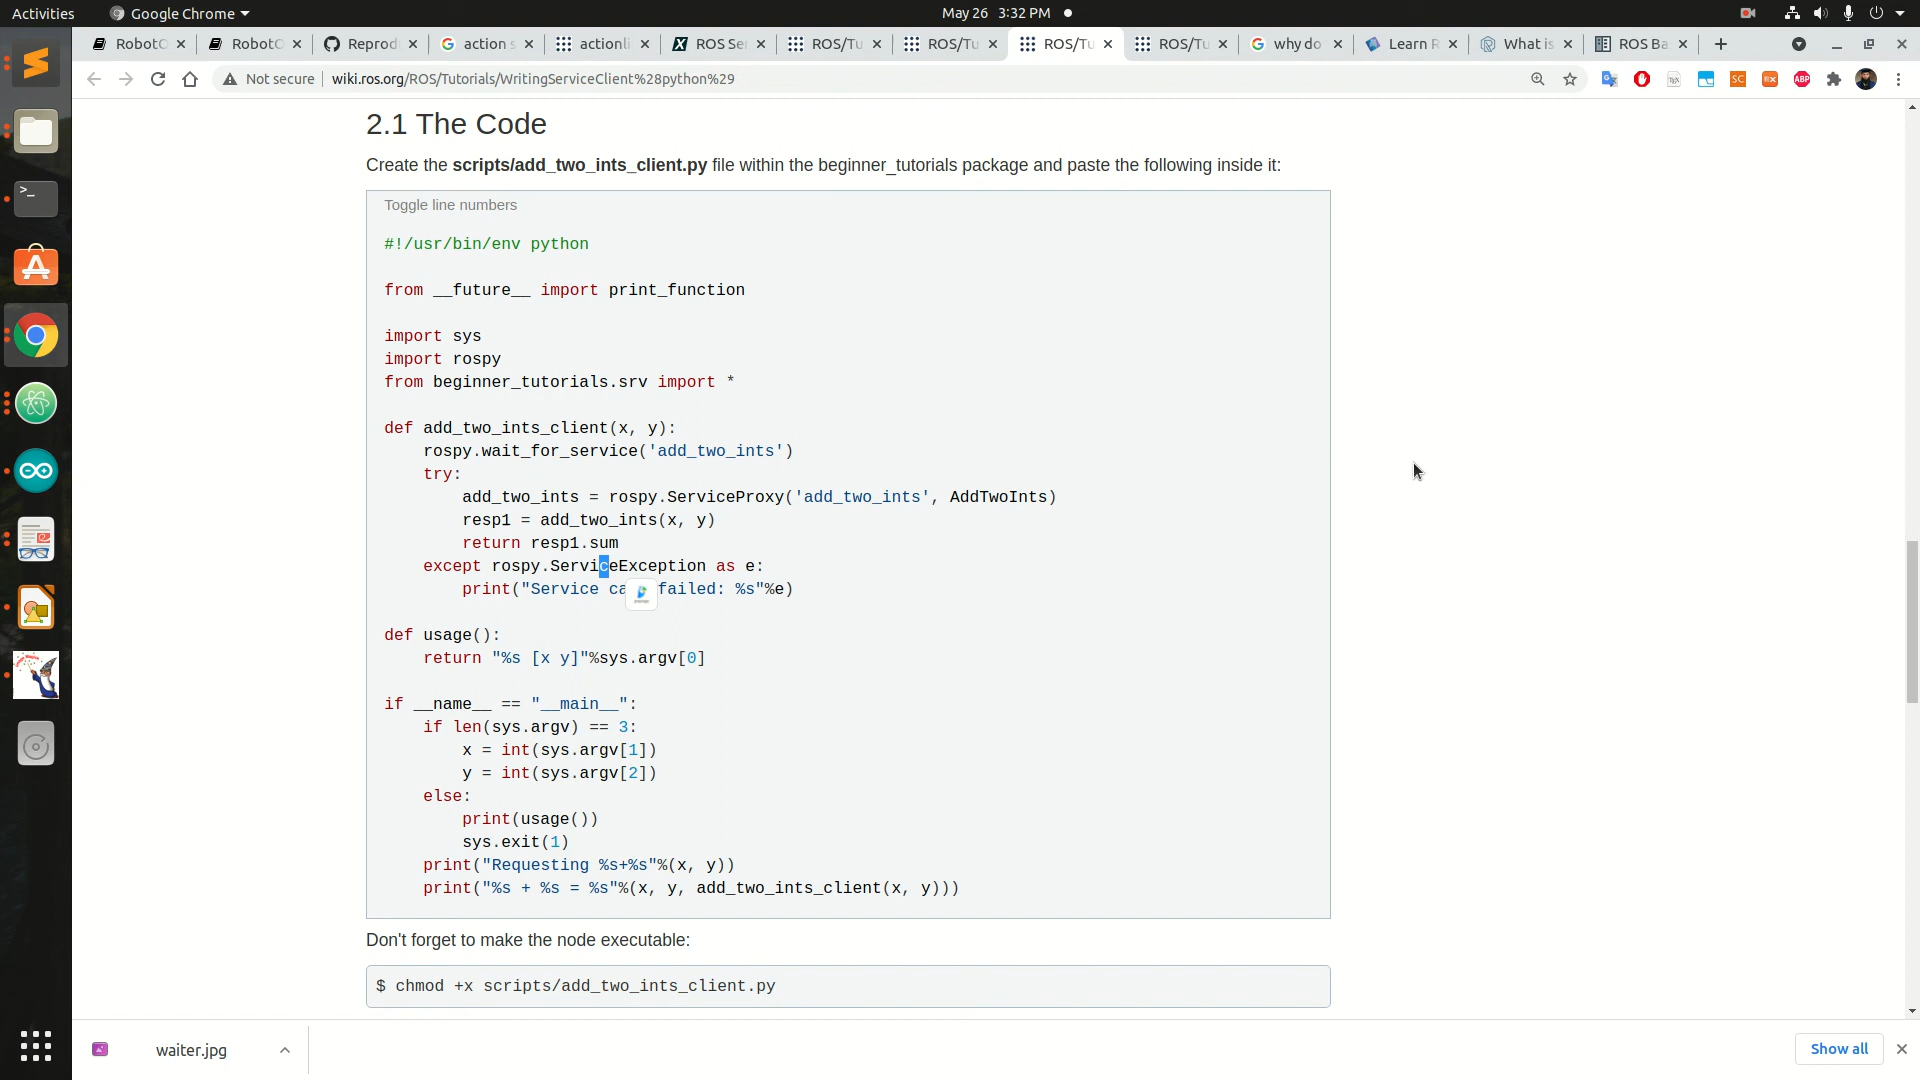 Activities Google Chrome May 26 3:32 PM
RobotC RobotC Reprod action s actionli ROS Ser ROS/Tu ROS/Tu ROS/Tu ROS/Tu why do Learn R What is ROS Ba
Not secure wiki.ros.org/ROS/Tutorials/WritingServiceClient%28python%29
2.1 The Code
Create the scripts/add_two_ints_client.py file within the beginner_tutorials package and paste the following inside it:
Toggle line numbers
#!/usr/bin/env python
from __future__ import print_function
import sys
import rospy
from beginner_tutorials.srv import *
def add_two_ints_client(x, y):
rospy.wait_for_service('add_two_ints')
try:
add_two_ints = rospy.ServiceProxy('add_two_ints', AddTwoInts)
resp1 = add_two_ints(x, y)
return resp1.sum
except rospy.ServiceException as e:
print("Service ca failed: %s"%e)
def usage():
return "%s [x y]"%sys.argv[0]
if __name__ == "__main__":
if len(sys.argv) == 3:
x = int(sys.argv[1])
y = int(sys.argv[2])
else:
print(usage())
sys.exit(1)
print("Requesting %s+%s"%(x, y))
print("%s + %s = %s"%(x, y, add_two_ints_client(x, y)))
Don't forget to make the node executable:
$ chmod +x scripts/add_two_ints_client.py
waiter.jpg Show all